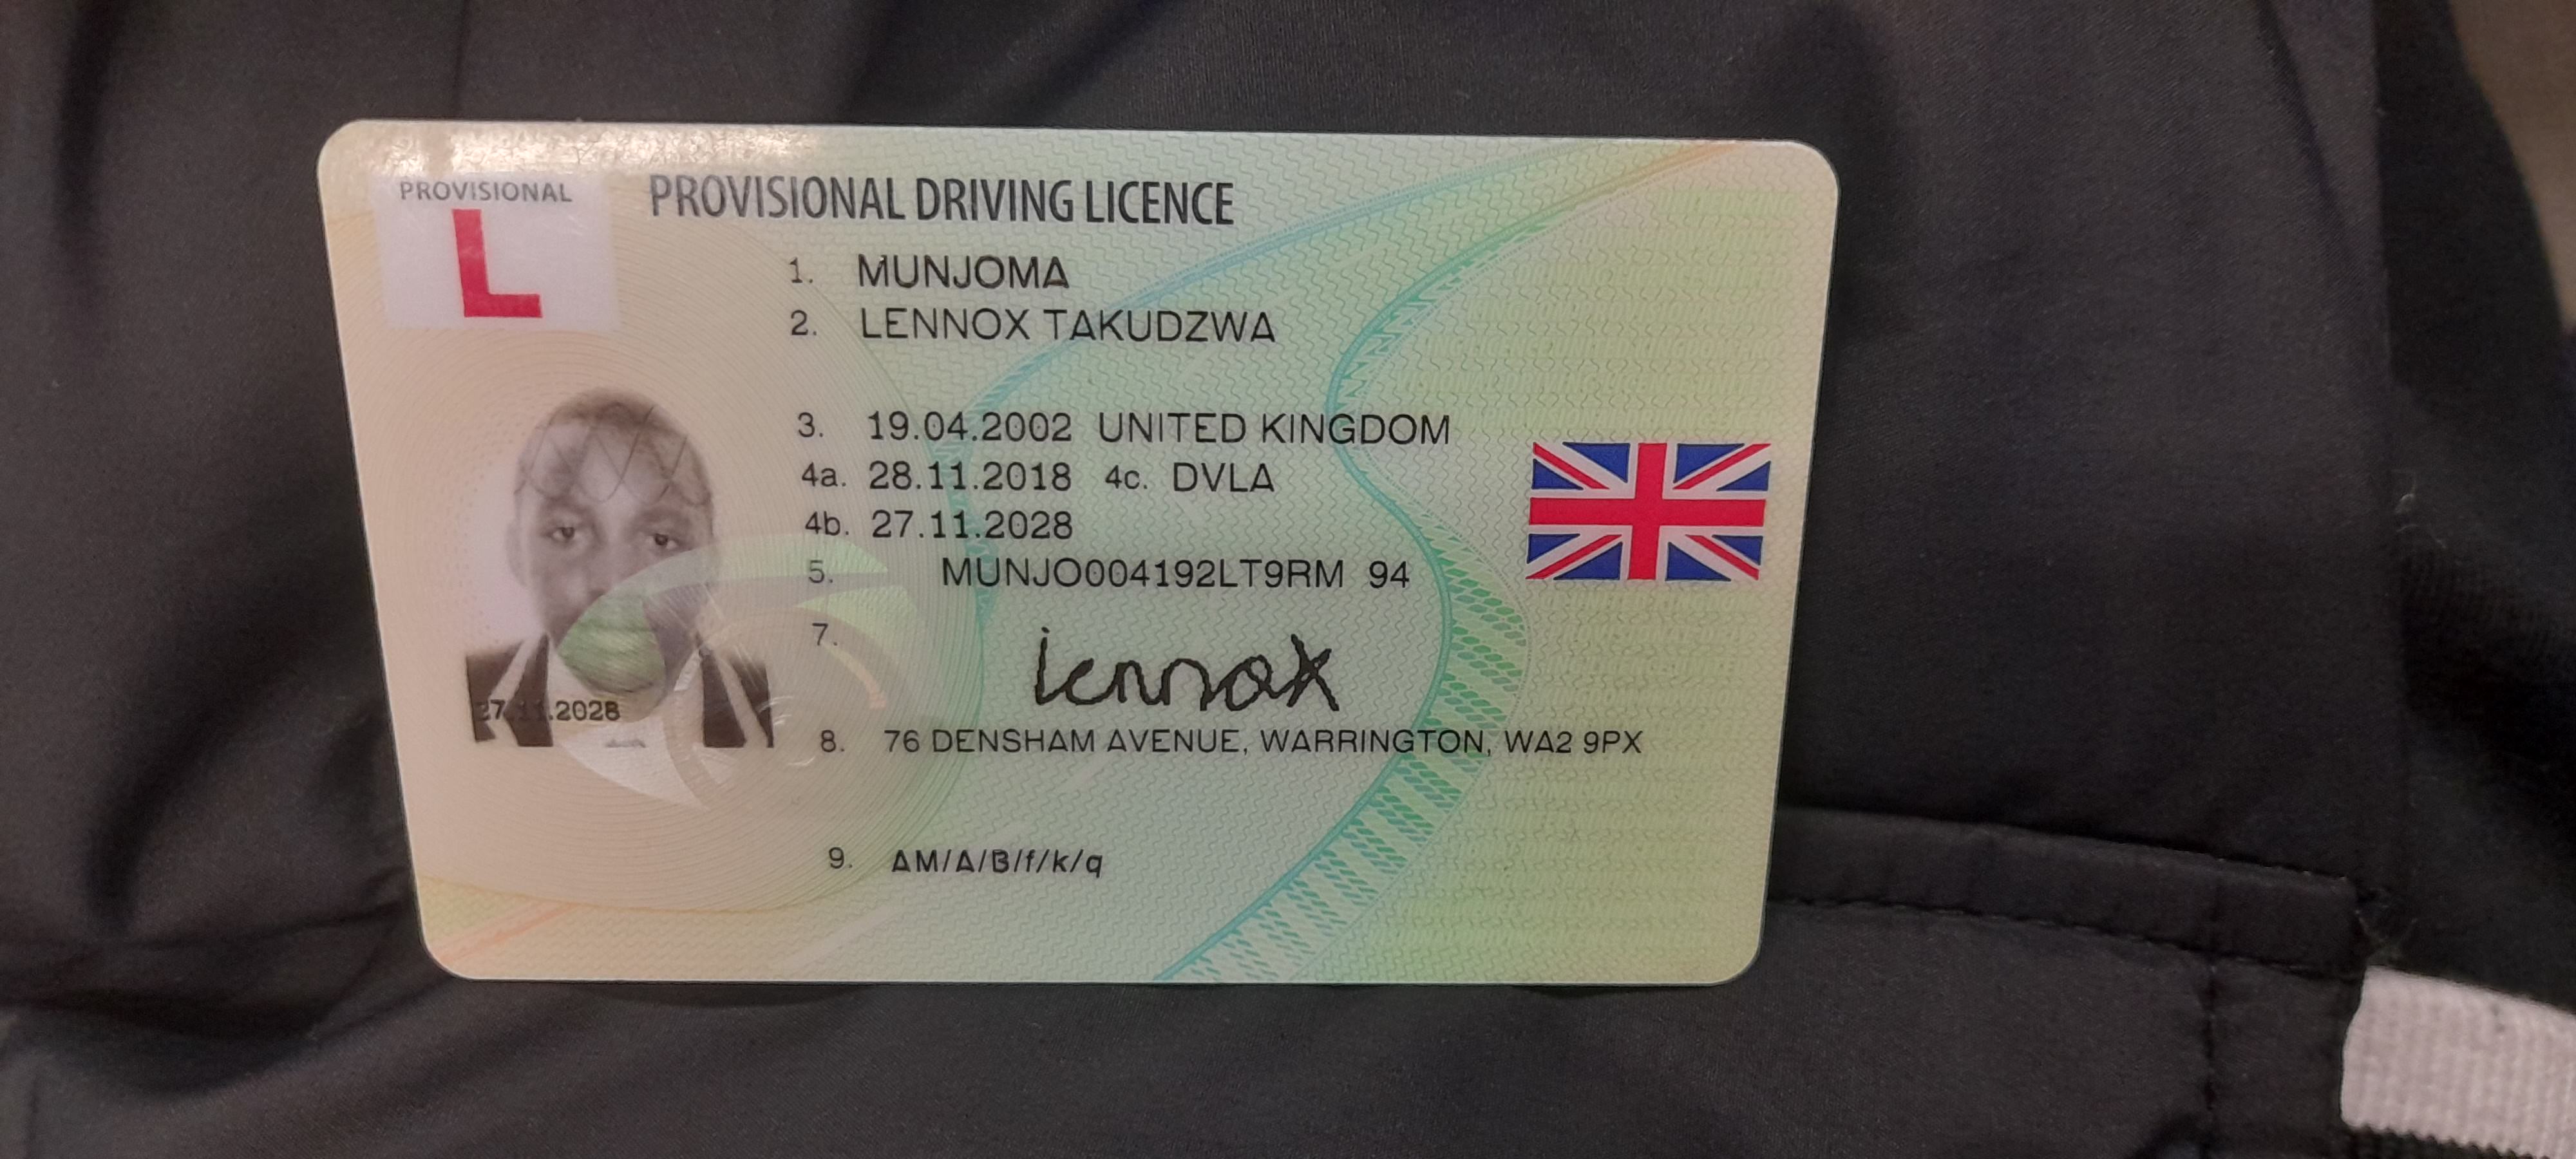 PROVISIONAL
L
PROVISIONAL DRIVING LICENCE
1. MUNJOMA
2. LENNOX TAKUDZWA
3. 19.04.2002 UNITED KINGDOM
4a. 28.11.2018 4c. DVLA
4b. 27.11.2028
5. MUNJO004192LT9RM 94
7. lennox
27.11.2028
8. 76 DENSHAM AVENUE, WARRINGTON, WA2 9PX
9. AM/A/B/f/k/q